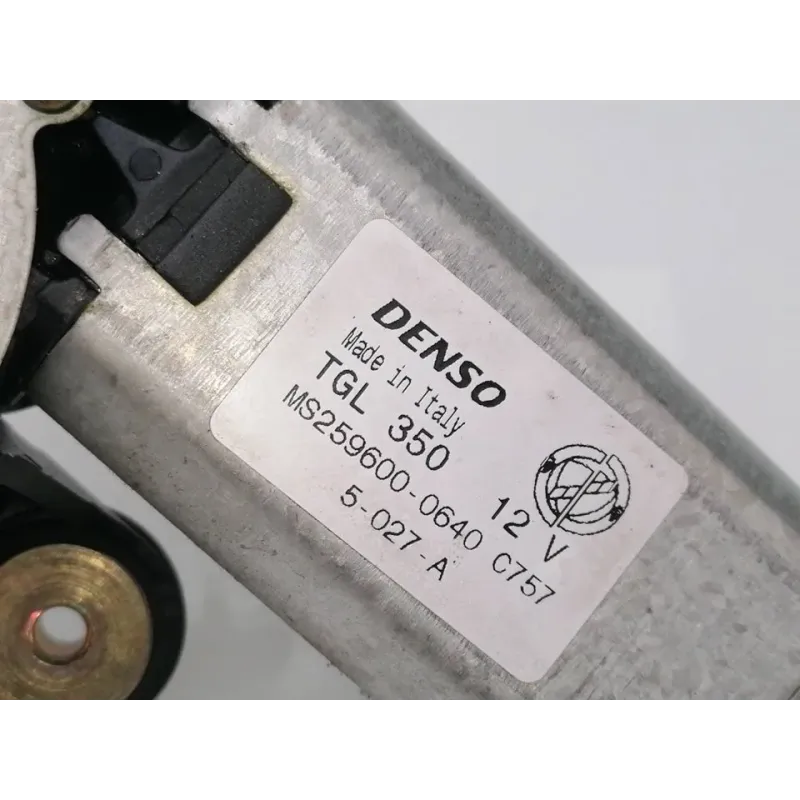 DENSO
Made in Italy
TGL 350 12 V
MS259600-0640 C757
5-027-A